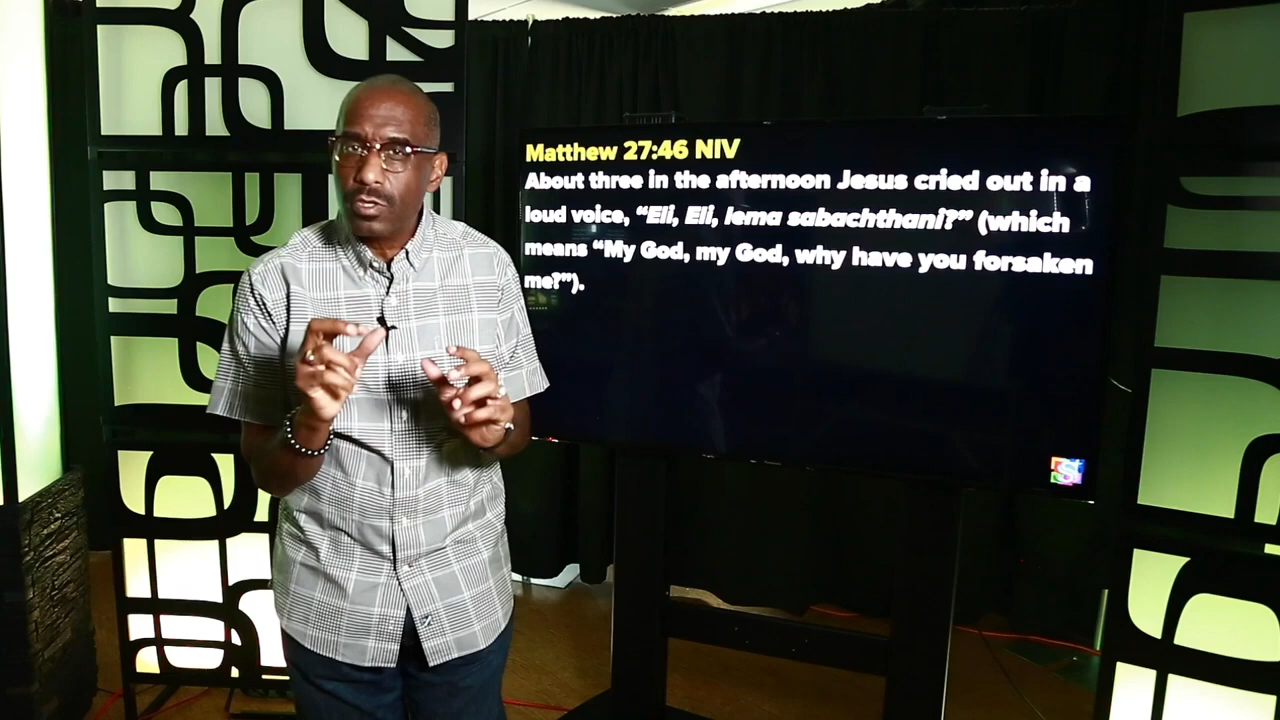 Matthew 27:46 NIV
About three in the afternoon Jesus cried out in a
loud voice, “Eli, Eli, lema sabachthani?” (which
means “My God, my God, why have you forsaken
me?”).